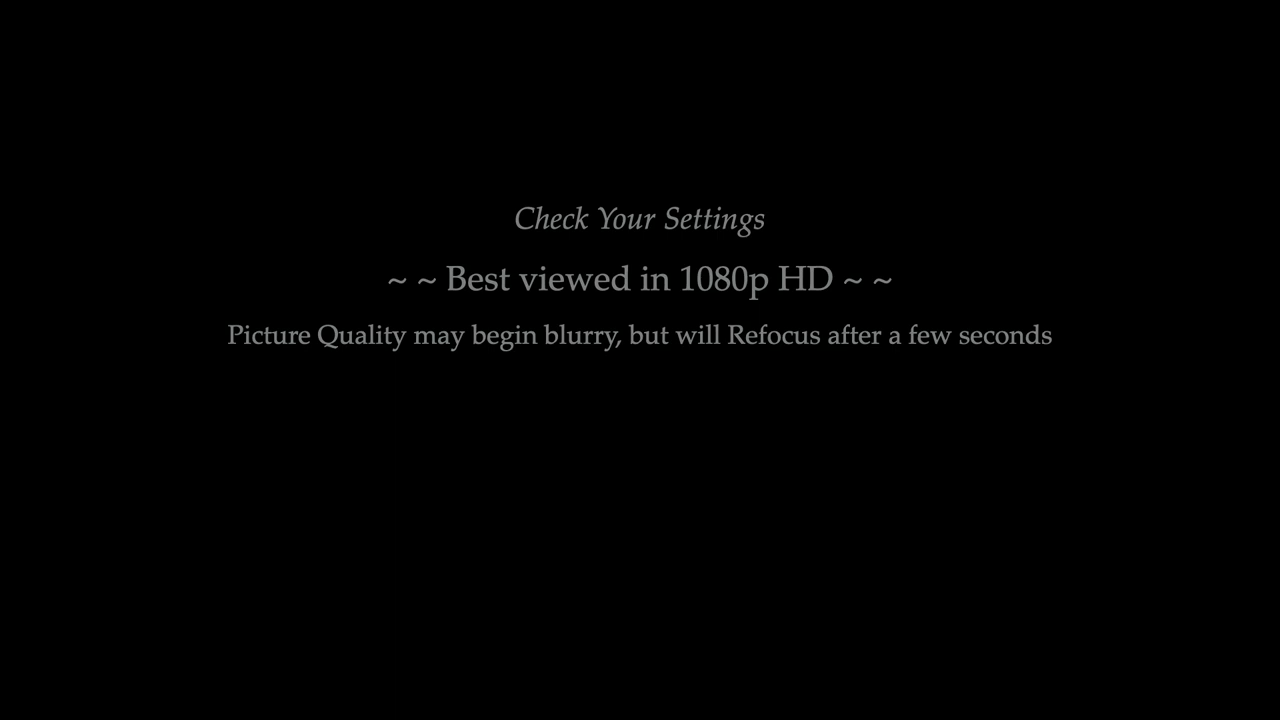 Check Your Settings
~ ~ Best viewed in 1080p HD ~ ~
Picture Quality may begin blurry, but will Refocus after a few seconds